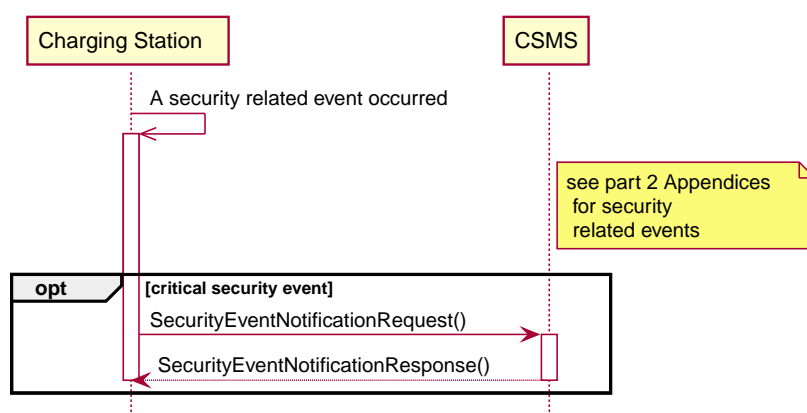 Charging Station
CSMS
A security related event occurred
see part 2 Appendices
for security
related events
opt
[critical security event]
SecurityEventNotificationRequest()
SecurityEventNotificationResponse()